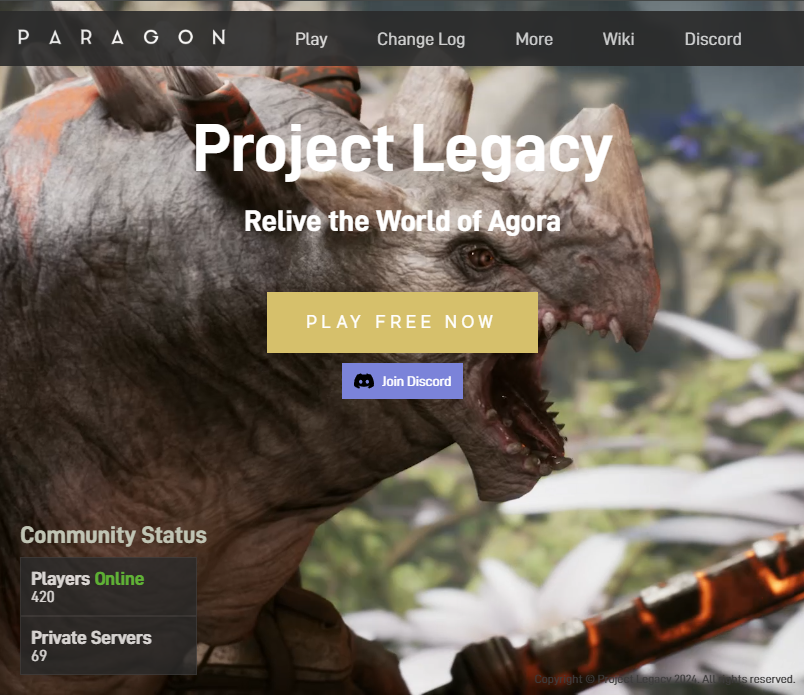 PARAGON Play Change Log More Wiki Discord
Project Legacy
Relive the World of Agora
PLAY FREE NOW
Join Discord
Community Status
Players Online
420
Private Servers
69
Copyright © Project Legacy 2024. All rights reserved.